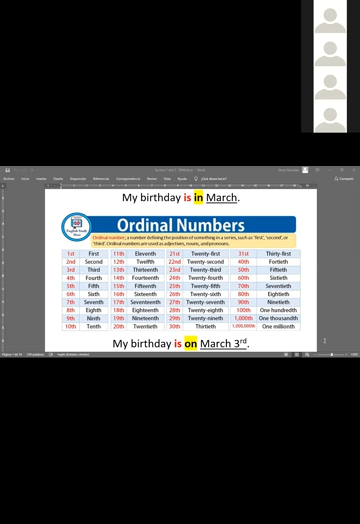 My birthday is in March.
English Study Here
Ordinal Numbers
Ordinal number; a number defining the position of something in a series, such as 'first', 'second', or
'third'. Ordinal numbers are used as adjectives, nouns, and pronouns.
1st First 11th Eleventh 21st Twenty-first 31st Thirty-first
2nd Second 12th Twelfth 22nd Twenty-second 40th Fortieth
3rd Third 13th Thirteenth 23rd Twenty-third 50th Fiftieth
4th Fourth 14th Fourteenth 24th Twenty-fourth 60th Sixtieth
5th Fifth 15th Fifteenth 25th Twenty-fifth 70th Seventieth
6th Sixth 16th Sixteenth 26th Twenty-sixth 80th Eightieth
7th Seventh 17th Seventeenth 27th Twenty-seventh 90th Ninetieth
8th Eighth 18th Eighteenth 28th Twenty-eighth 100th One hundredth
9th Ninth 19th Nineteenth 29th Twenty-nineth 1,000th One thousandth
10th Tenth 20th Twentieth 30th Thirtieth 1,000,000th One millionth
My birthday is on March 3rd.